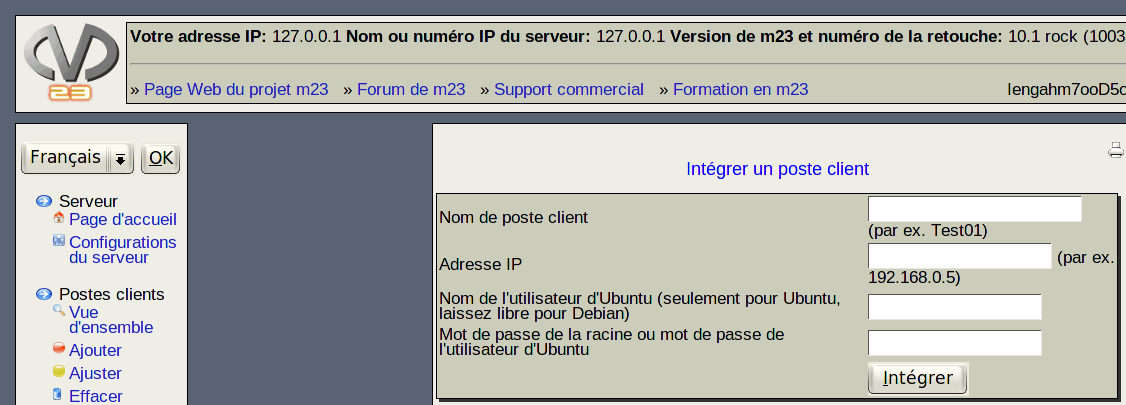 23
Votre adresse IP: 127.0.0.1 Nom ou numéro IP du serveur: 127.0.0.1 Version de m23 et numéro de la retouche: 10.1 rock (1003
» Page Web du projet m23 » Forum de m23 » Support commercial » Formation en m23
Français OK
Intégrer un poste client
Serveur
Page d'accueil
Configurations
du serveur
Postes clients
Vue
d'ensemble
Ajouter
Ajuster
Effacer
Nom de poste client
(par ex. Test01)
Adresse IP (par ex.
192.168.0.5)
Nom de l'utilisateur d'Ubuntu (seulement pour Ubuntu,
laissez libre pour Debian)
Mot de passe de la racine ou mot de passe de
l'utilisateur d'Ubuntu
Intégrer